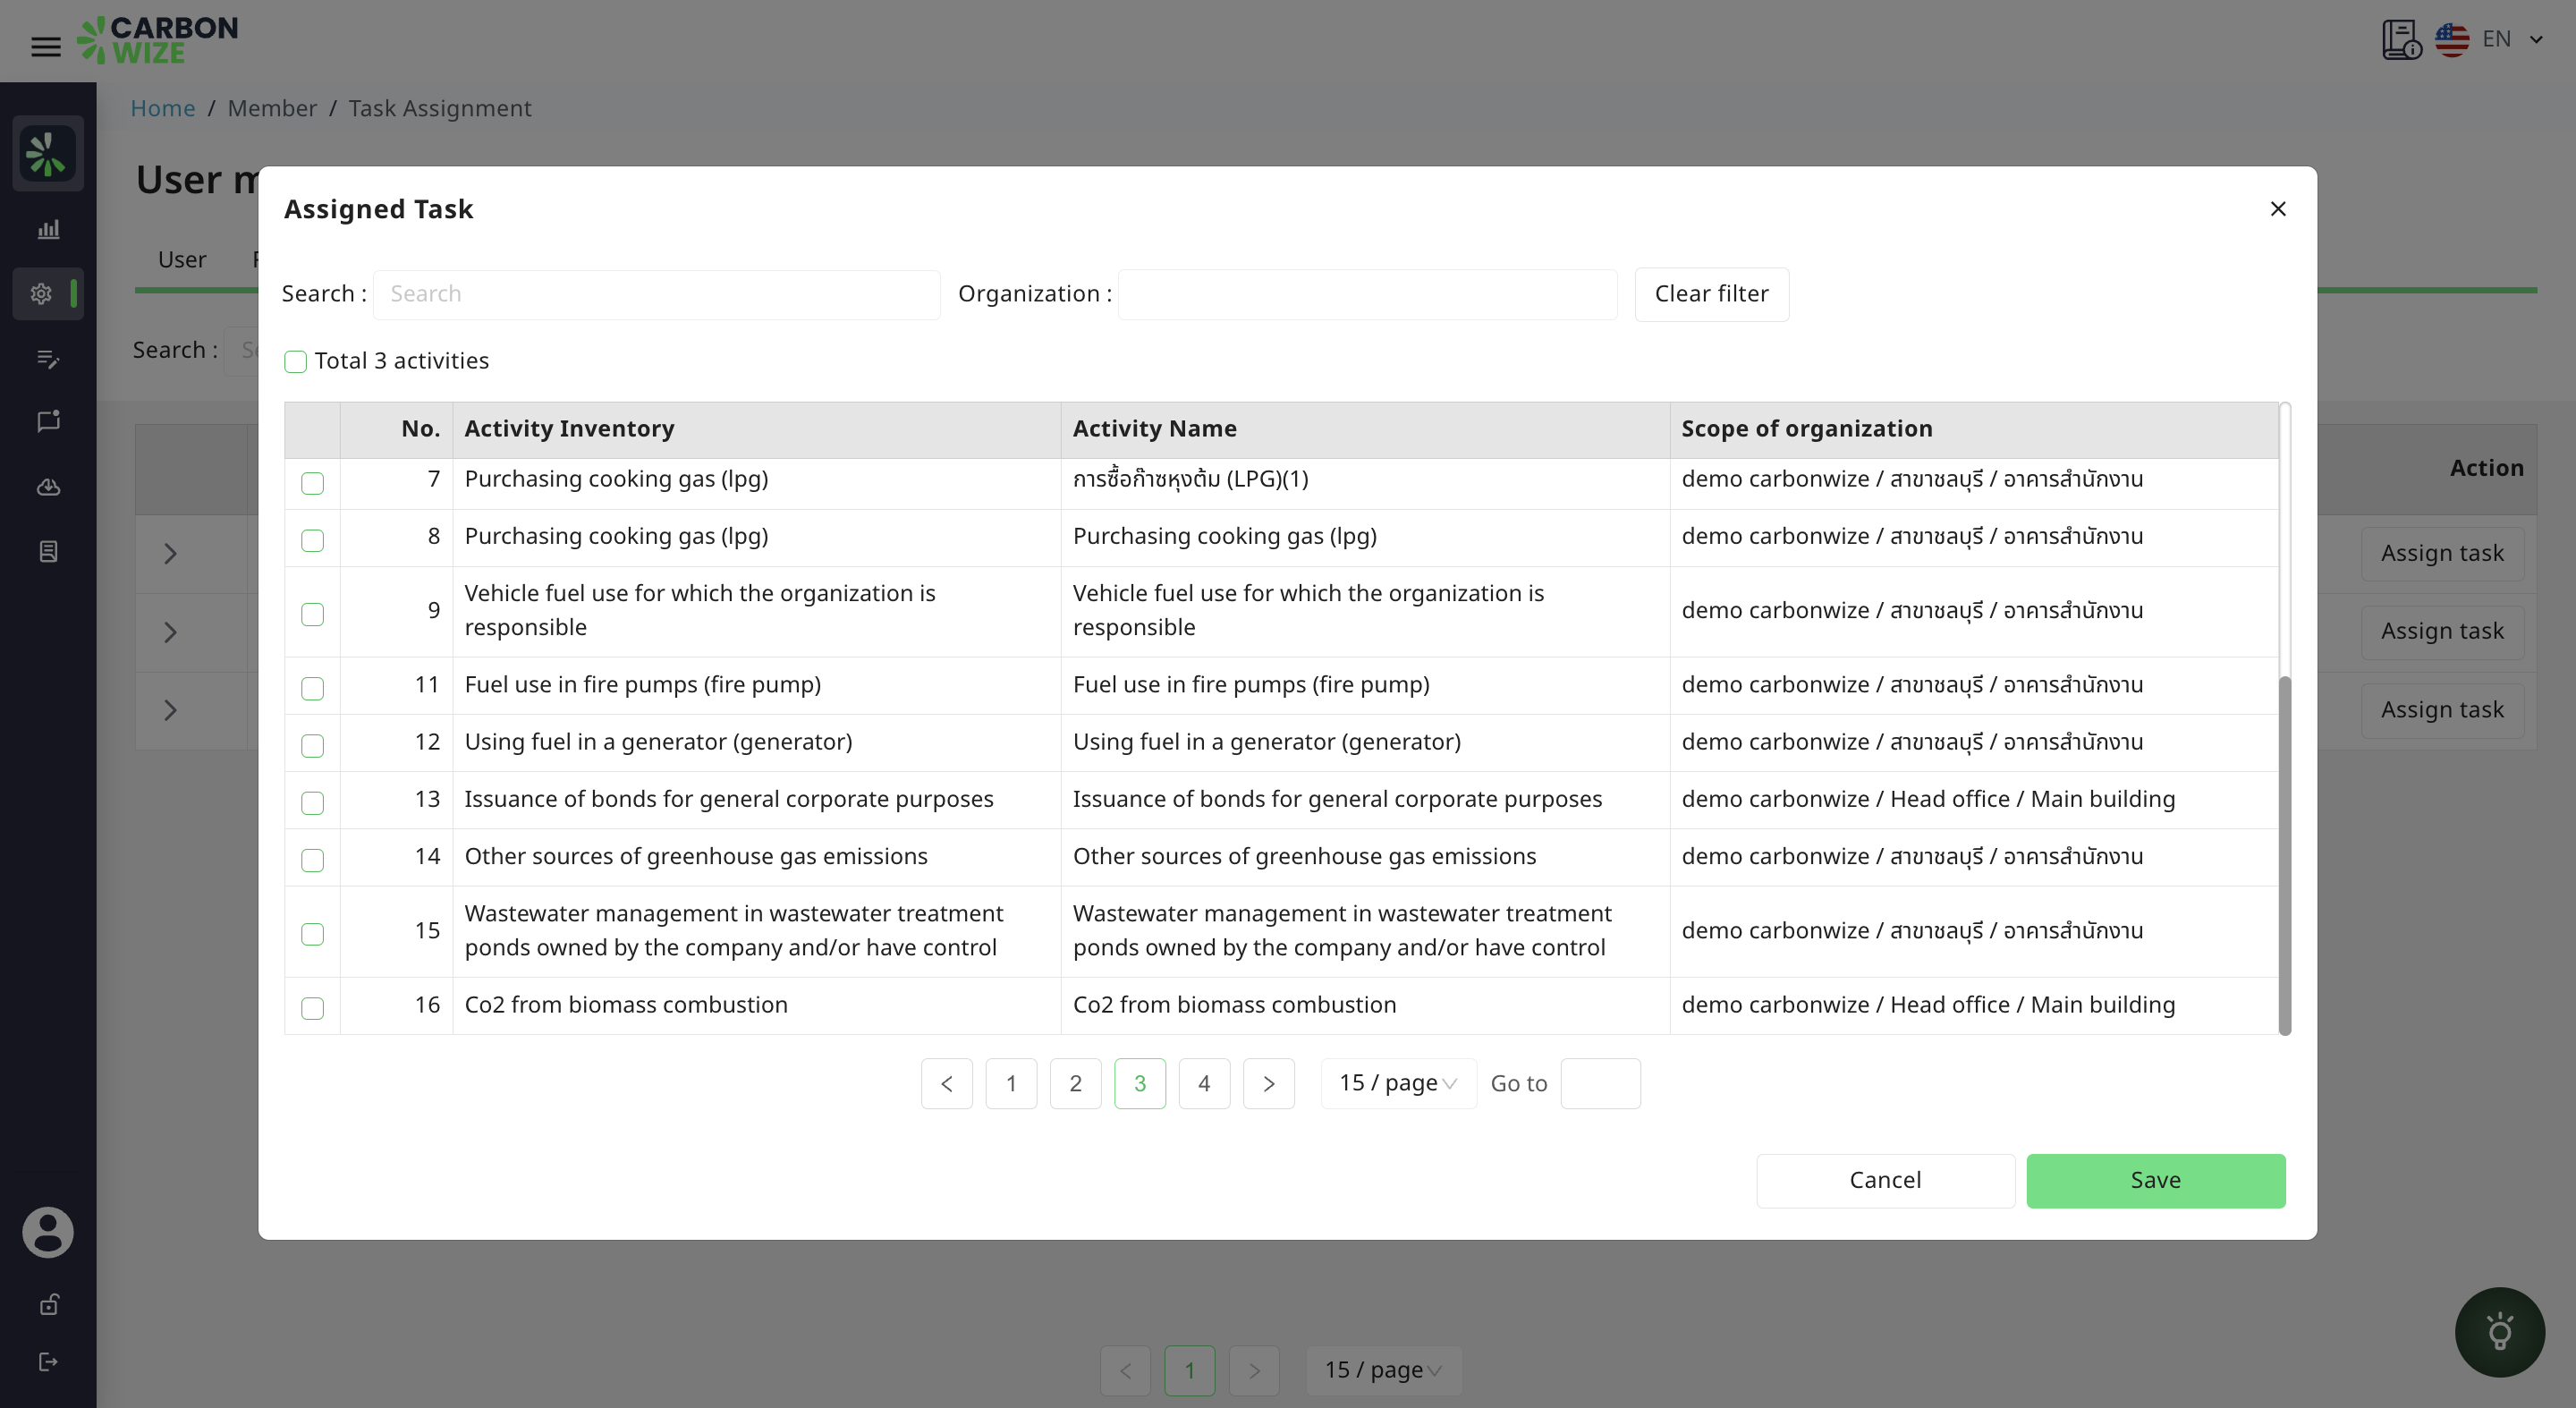 CARBON
WIZE
EN
Home / Member / Task Assignment
User m
User
Search :
Action
Assign task
Assign task
Assign task
Assigned Task
Search : Search Organization : Clear filter
Total 3 activities
No. Activity Inventory Activity Name Scope of organization
7 Purchasing cooking gas (lpg) การซื้อก๊าซหุงต้ม (LPG)(1) demo carbonwize / สาขาชลบุรี / อาคารสำนักงาน
8 Purchasing cooking gas (lpg) Purchasing cooking gas (lpg) demo carbonwize / สาขาชลบุรี / อาคารสำนักงาน
9 Vehicle fuel use for which the organization is responsible Vehicle fuel use for which the organization is responsible demo carbonwize / สาขาชลบุรี / อาคารสำนักงาน
11 Fuel use in fire pumps (fire pump) Fuel use in fire pumps (fire pump) demo carbonwize / สาขาชลบุรี / อาคารสำนักงาน
12 Using fuel in a generator (generator) Using fuel in a generator (generator) demo carbonwize / สาขาชลบุรี / อาคารสำนักงาน
13 Issuance of bonds for general corporate purposes Issuance of bonds for general corporate purposes demo carbonwize / Head office / Main building
14 Other sources of greenhouse gas emissions Other sources of greenhouse gas emissions demo carbonwize / สาขาชลบุรี / อาคารสำนักงาน
15 Wastewater management in wastewater treatment ponds owned by the company and/or have control Wastewater management in wastewater treatment ponds owned by the company and/or have control demo carbonwize / สาขาชลบุรี / อาคารสำนักงาน
16 Co2 from biomass combustion Co2 from biomass combustion demo carbonwize / Head office / Main building
< 1 2 3 4 > 15 / page Go to
Cancel Save
< 1 > 15 / page